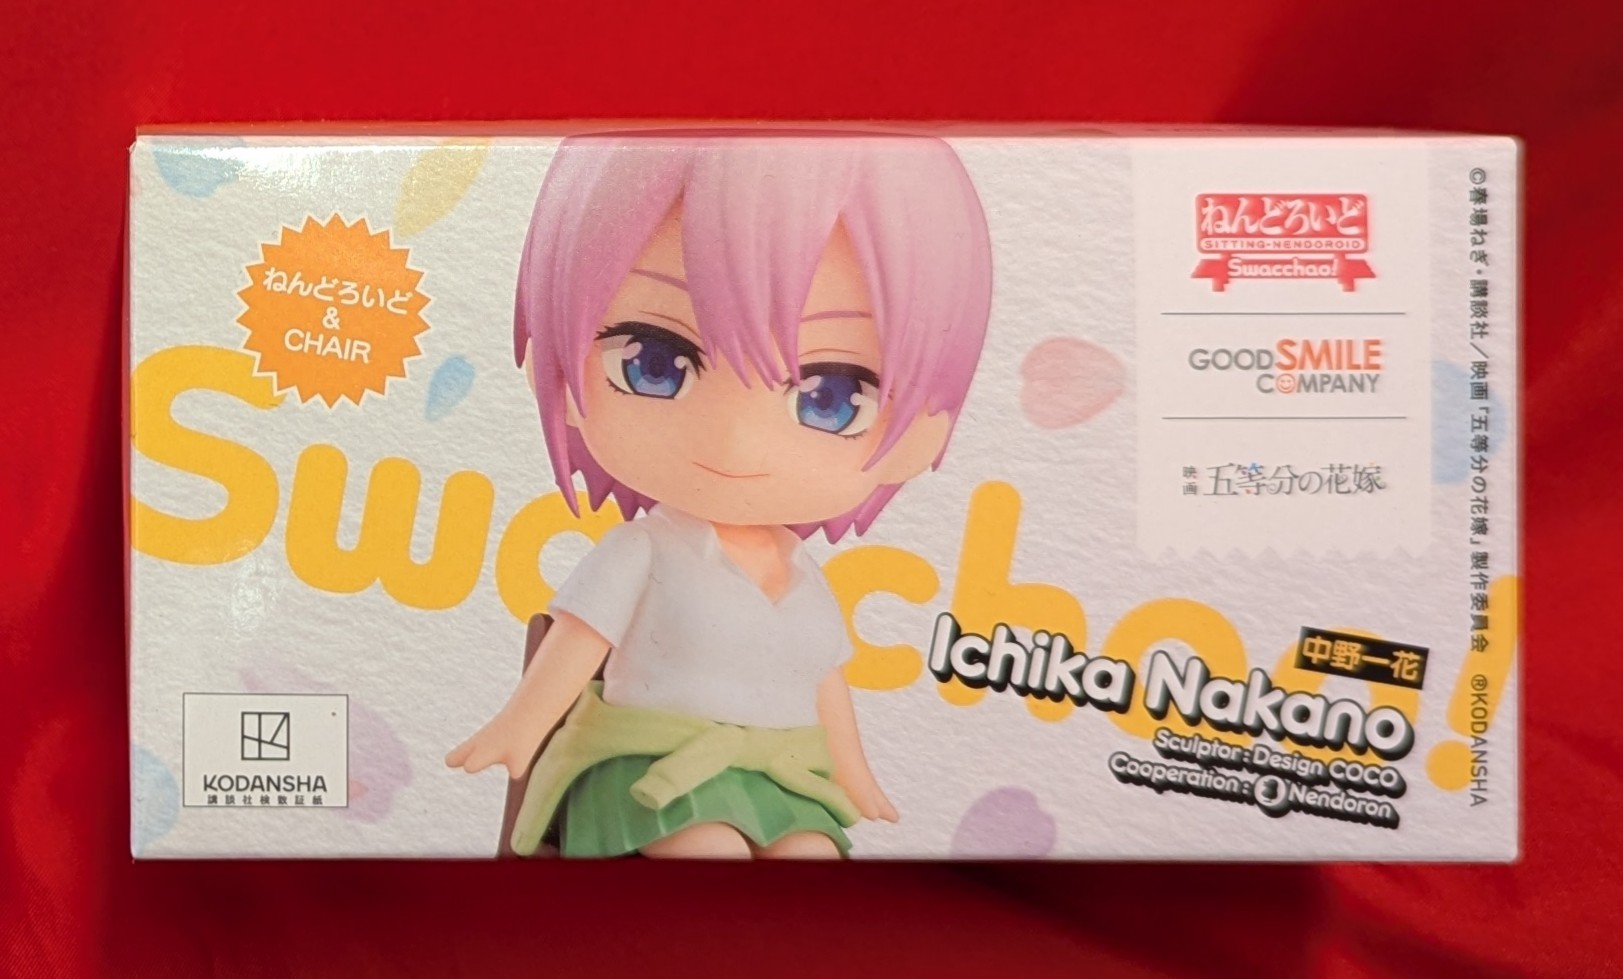 ねんどろいど
&
CHAIR
Swacchao!
ねんどろいど
SITTING-NENDOROID
Swacchao!
GOODSMILE
COMPANY
映画 五等分の花嫁
中野一花
Ichika Nakano
Sculptor : Design COCO
Cooperation : Nendoron
KODANSHA
講談社検数証紙
©春場ねぎ・講談社／映画「五等分の花嫁」製作委員会 ®KODANSHA